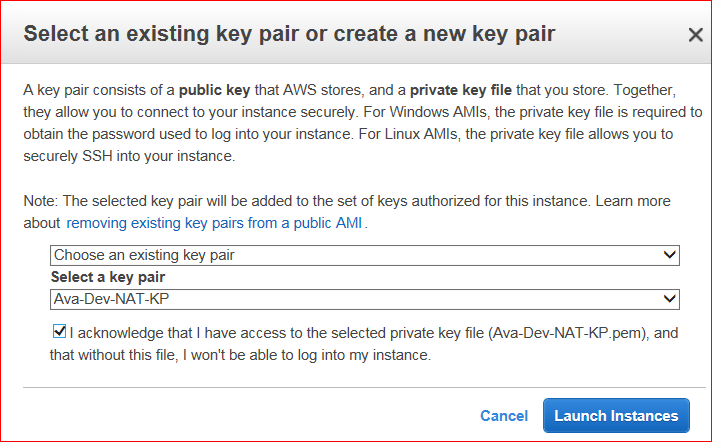 Select an existing key pair or create a new key pair
A key pair consists of a public key that AWS stores, and a private key file that you store. Together,
they allow you to connect to your instance securely. For Windows AMIs, the private key file is required to
obtain the password used to log into your instance. For Linux AMIs, the private key file allows you to
securely SSH into your instance.
Note: The selected key pair will be added to the set of keys authorized for this instance. Learn more
about removing existing key pairs from a public AMI .
Choose an existing key pair
Select a key pair
Ava-Dev-NAT-KP
I acknowledge that I have access to the selected private key file (Ava-Dev-NAT-KP.pem), and
that without this file, I won't be able to log into my instance.
Cancel Launch Instances